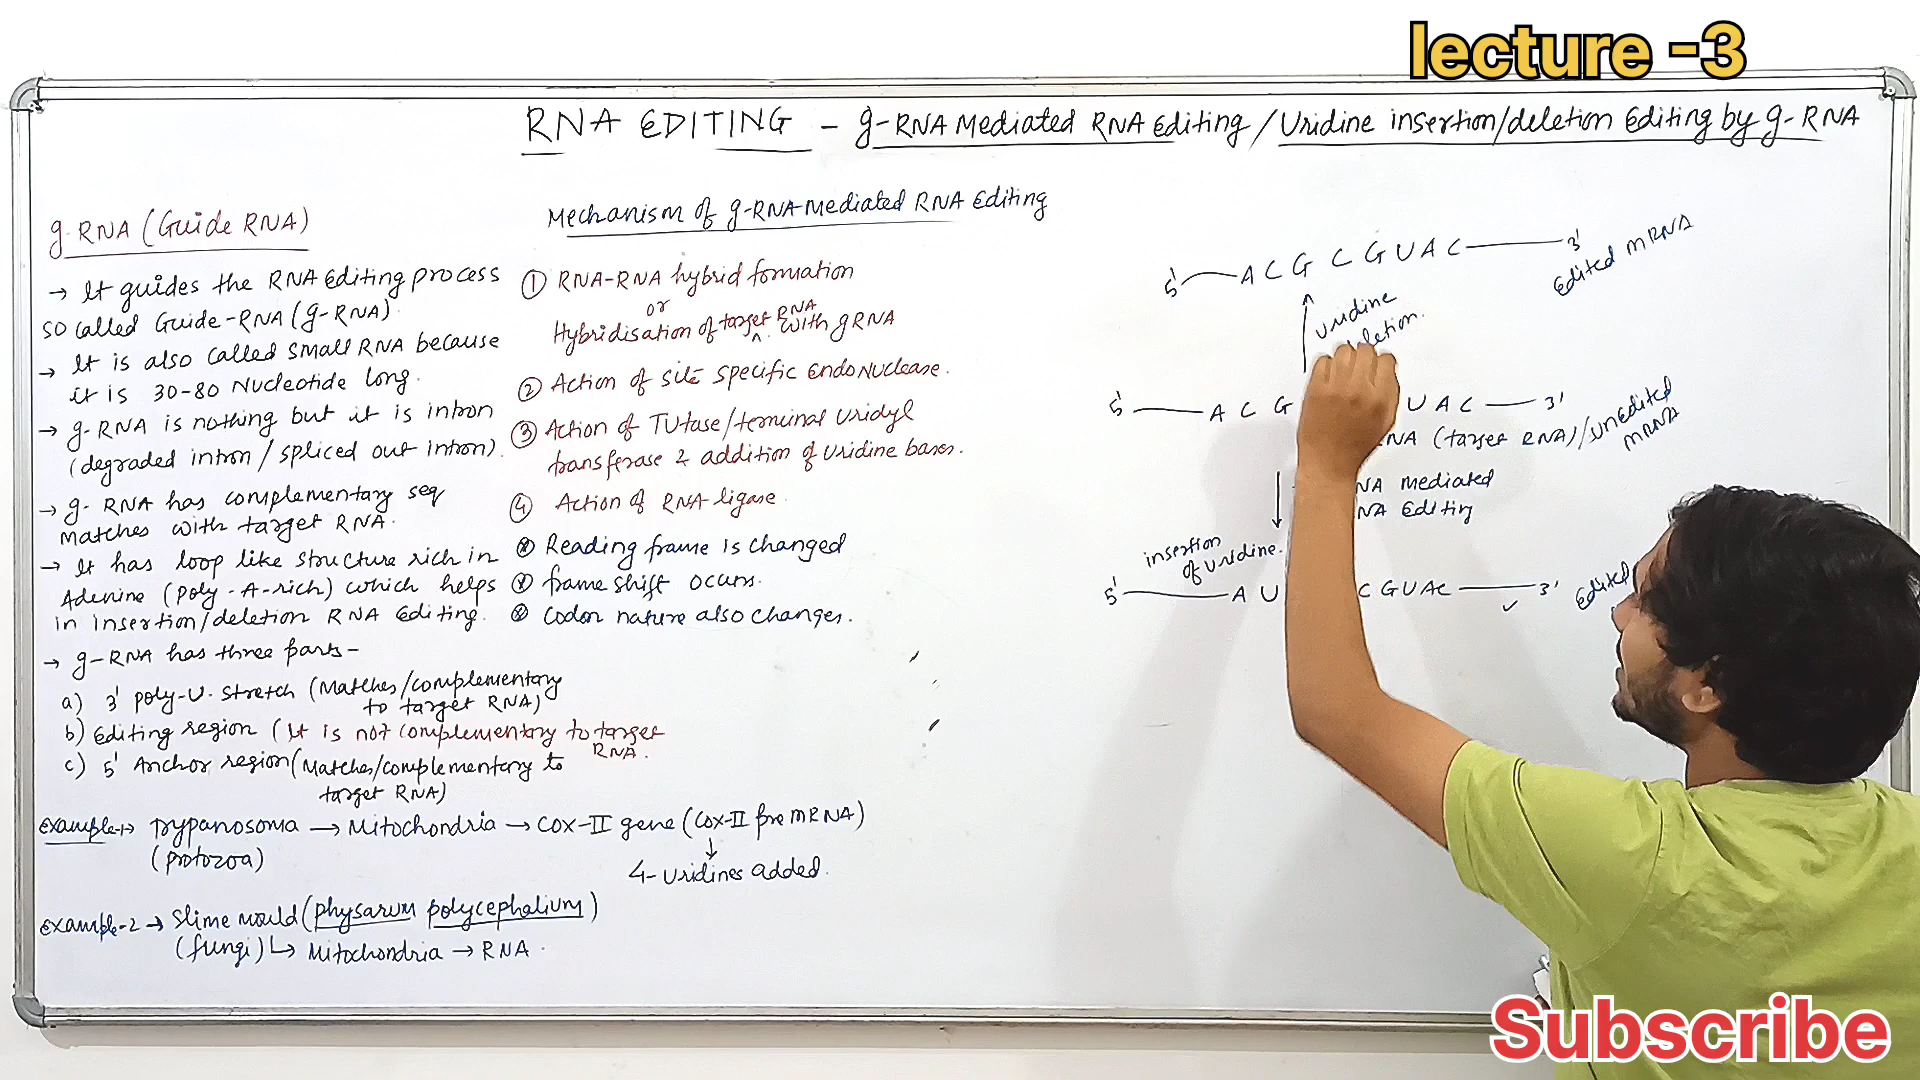 lecture -3
RNA EDITING - g-RNA Mediated RNA Editing / Uridine insertion/deletion Editing by g-RNA
g-RNA (Guide RNA)
→ It guides the RNA Editing process
so called Guide-RNA (g-RNA)
→ It is also called small RNA because
it is 30-80 Nucleotide long.
→ g-RNA is nothing but it is intron
(degraded intron / spliced out intron).
→ g-RNA has complementary seq
Matches with target RNA.
→ It has loop like structure rich in
Adenine (poly-A-rich) which helps
in insertion/deletion RNA Editing.
→ g-RNA has three parts-
a) 3' poly-U-stretch (Matches/complementary
to target RNA)
b) Editing region (It is not complementary to target
RNA.
c) 5' Anchor region (Matches/complementary to
target RNA)
Mechanism of g-RNA Mediated RNA Editing
① RNA-RNA hybrid formation
or
Hybridisation of target RNA with gRNA
② Action of site specific EndoNuclease.
③ Action of TUtase/terminal uridyl
transferase & addition of uridine bases.
④ Action of RNA ligase
⊗ Reading frame is changed
⊗ frame shift occurs.
⊗ Codon nature also changes.
Example-1→ Trypanosoma → Mitochondria → COX-II gene (COX-II pre mRNA)
(protozoa) ↓
4-Uridines added.
Example-2 → Slime mould (physarum polycephalium)
(fungi) ↳ Mitochondria → RNA
5' A C G C G U A C 3'
Edited mRNA
Uridine
deletion.
5' A C G U A C 3'
RNA (target RNA)/unedited
mRNA
Mediated
Editing
insertion
of uridine.
5' A U C G U A C 3' Edited
Subscribe